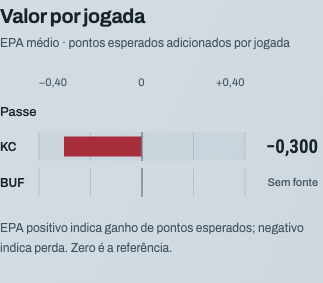 Valor por jogada
EPA médio · pontos esperados adicionados por jogada
−0,40 0 +0,40
Passe
KC −0,300
BUF Sem fonte
EPA positivo indica ganho de pontos esperados; negativo
indica perda. Zero é a referência.